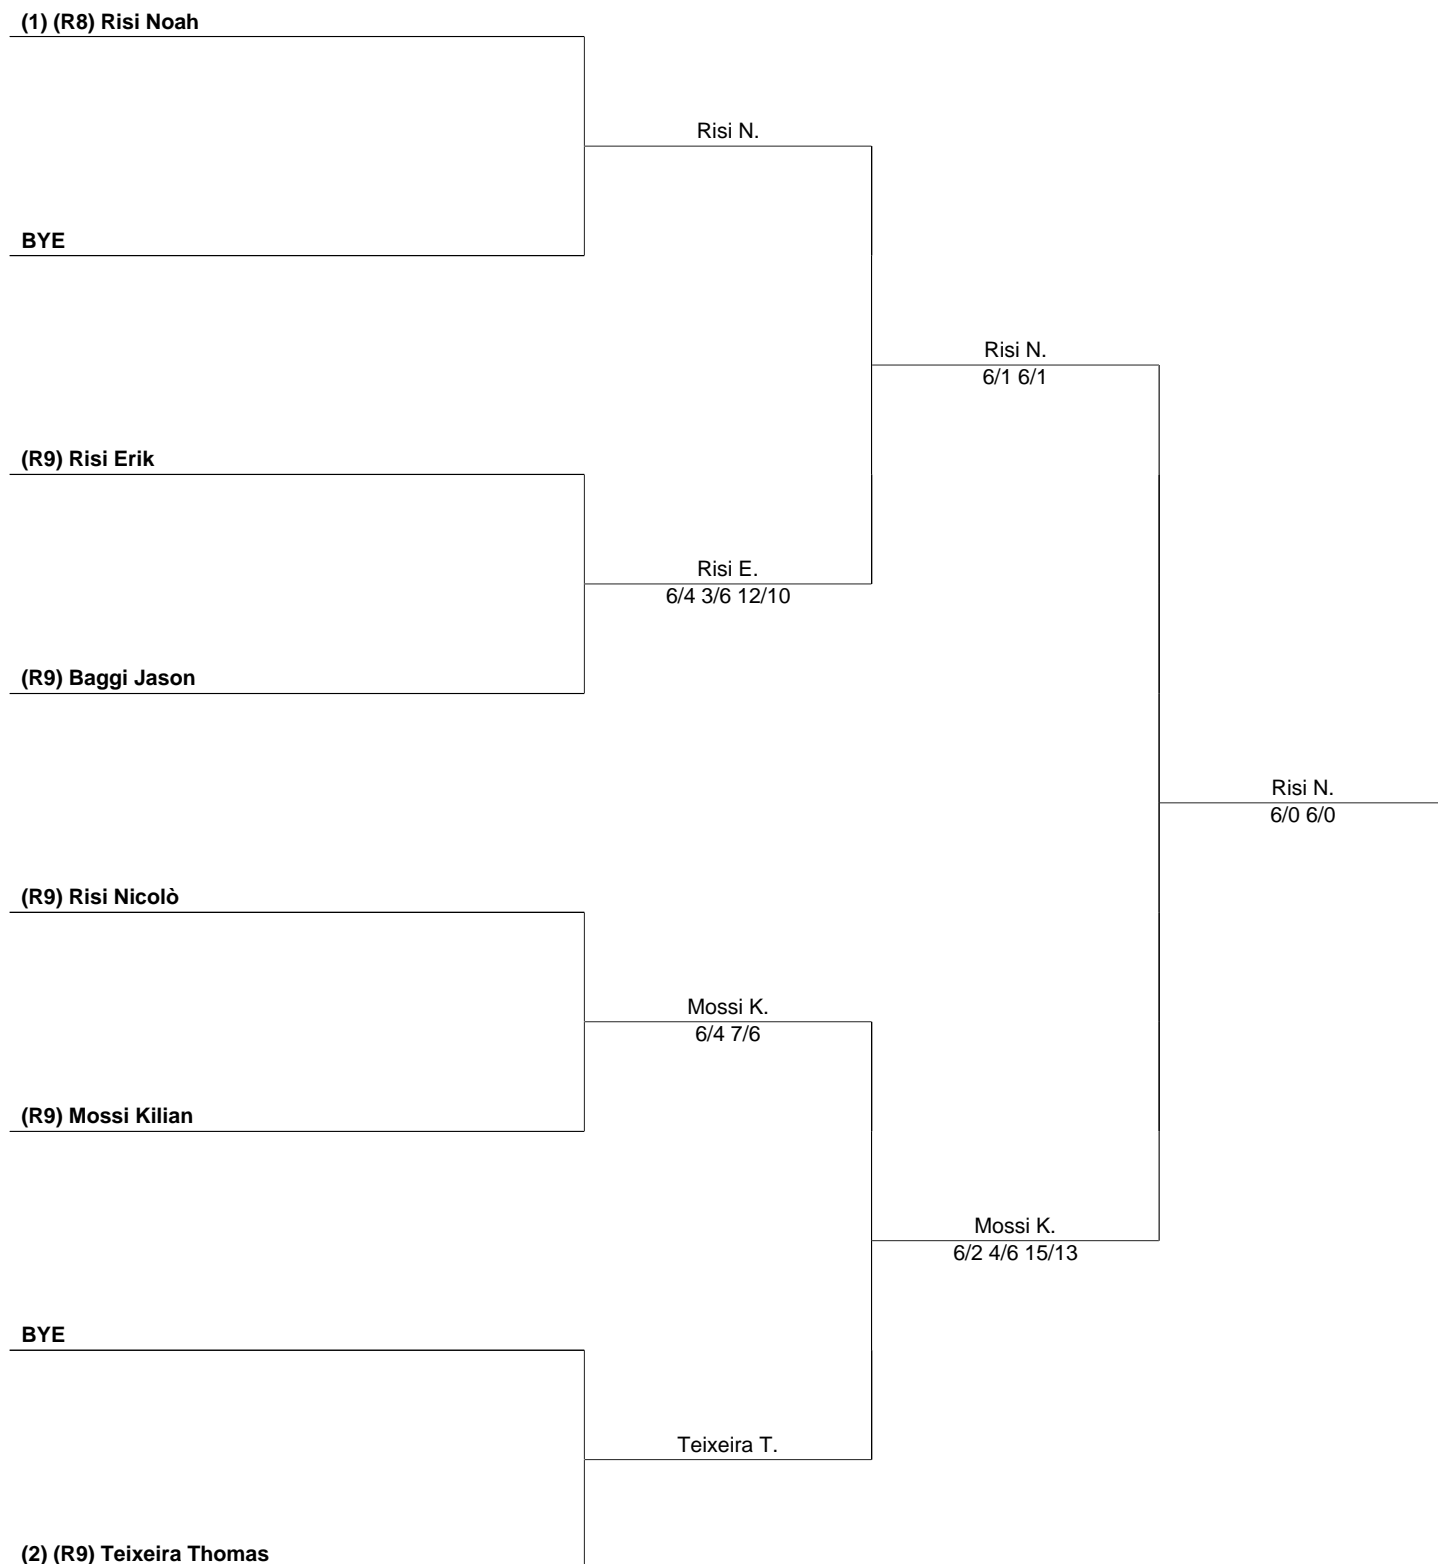 (1) (R8) Risi Noah
Risi N.
BYE
Risi N.
6/1 6/1
(R9) Risi Erik
Risi E.
6/4 3/6 12/10
(R9) Baggi Jason
Risi N.
6/0 6/0
(R9) Risi Nicolò
Mossi K.
6/4 7/6
(R9) Mossi Kilian
Mossi K.
6/2 4/6 15/13
BYE
Teixeira T.
(2) (R9) Teixeira Thomas